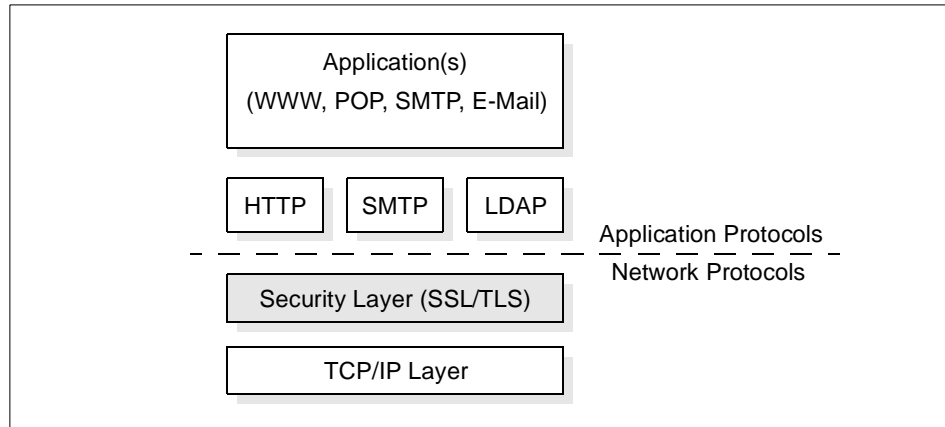 Application(s)
(WWW, POP, SMTP, E-Mail)
HTTP
SMTP
LDAP
Application Protocols
Network Protocols
Security Layer (SSL/TLS)
TCP/IP Layer